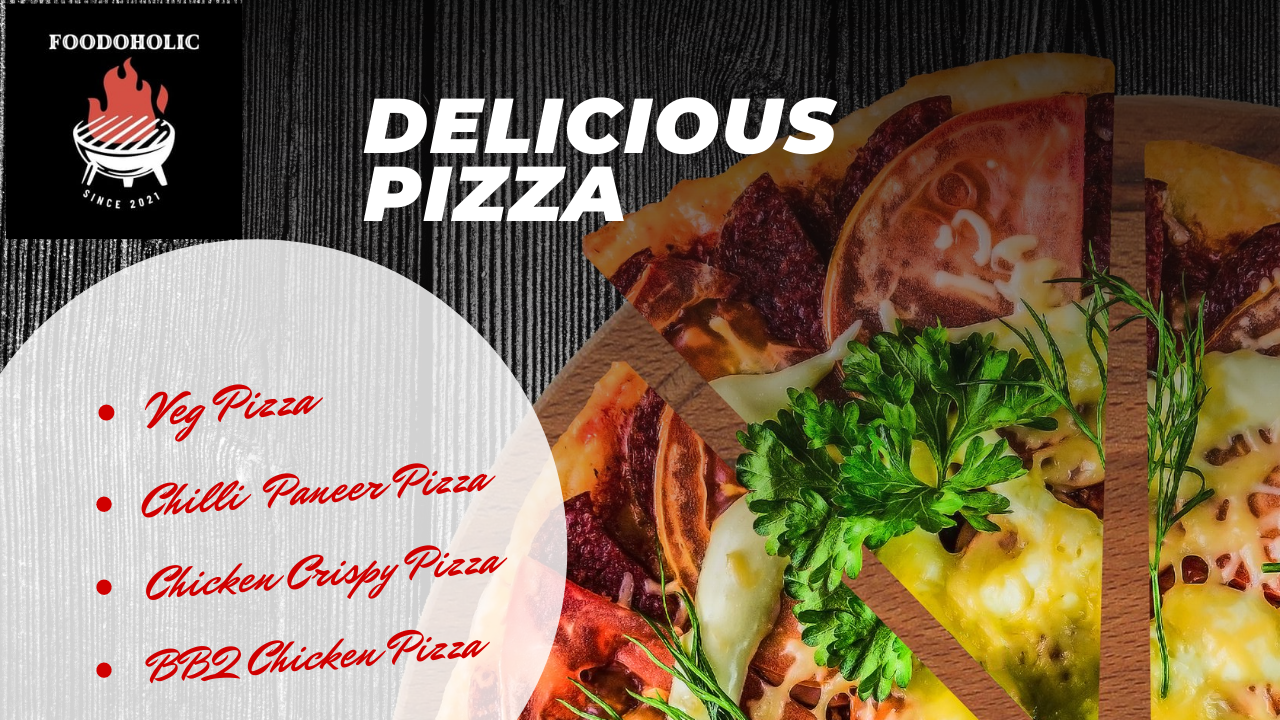 FOODOHOLIC
SINCE 2021
DELICIOUS
PIZZA
• Veg Pizza
• Chilli Paneer Pizza
• Chicken Crispy Pizza
• BBQ Chicken Pizza